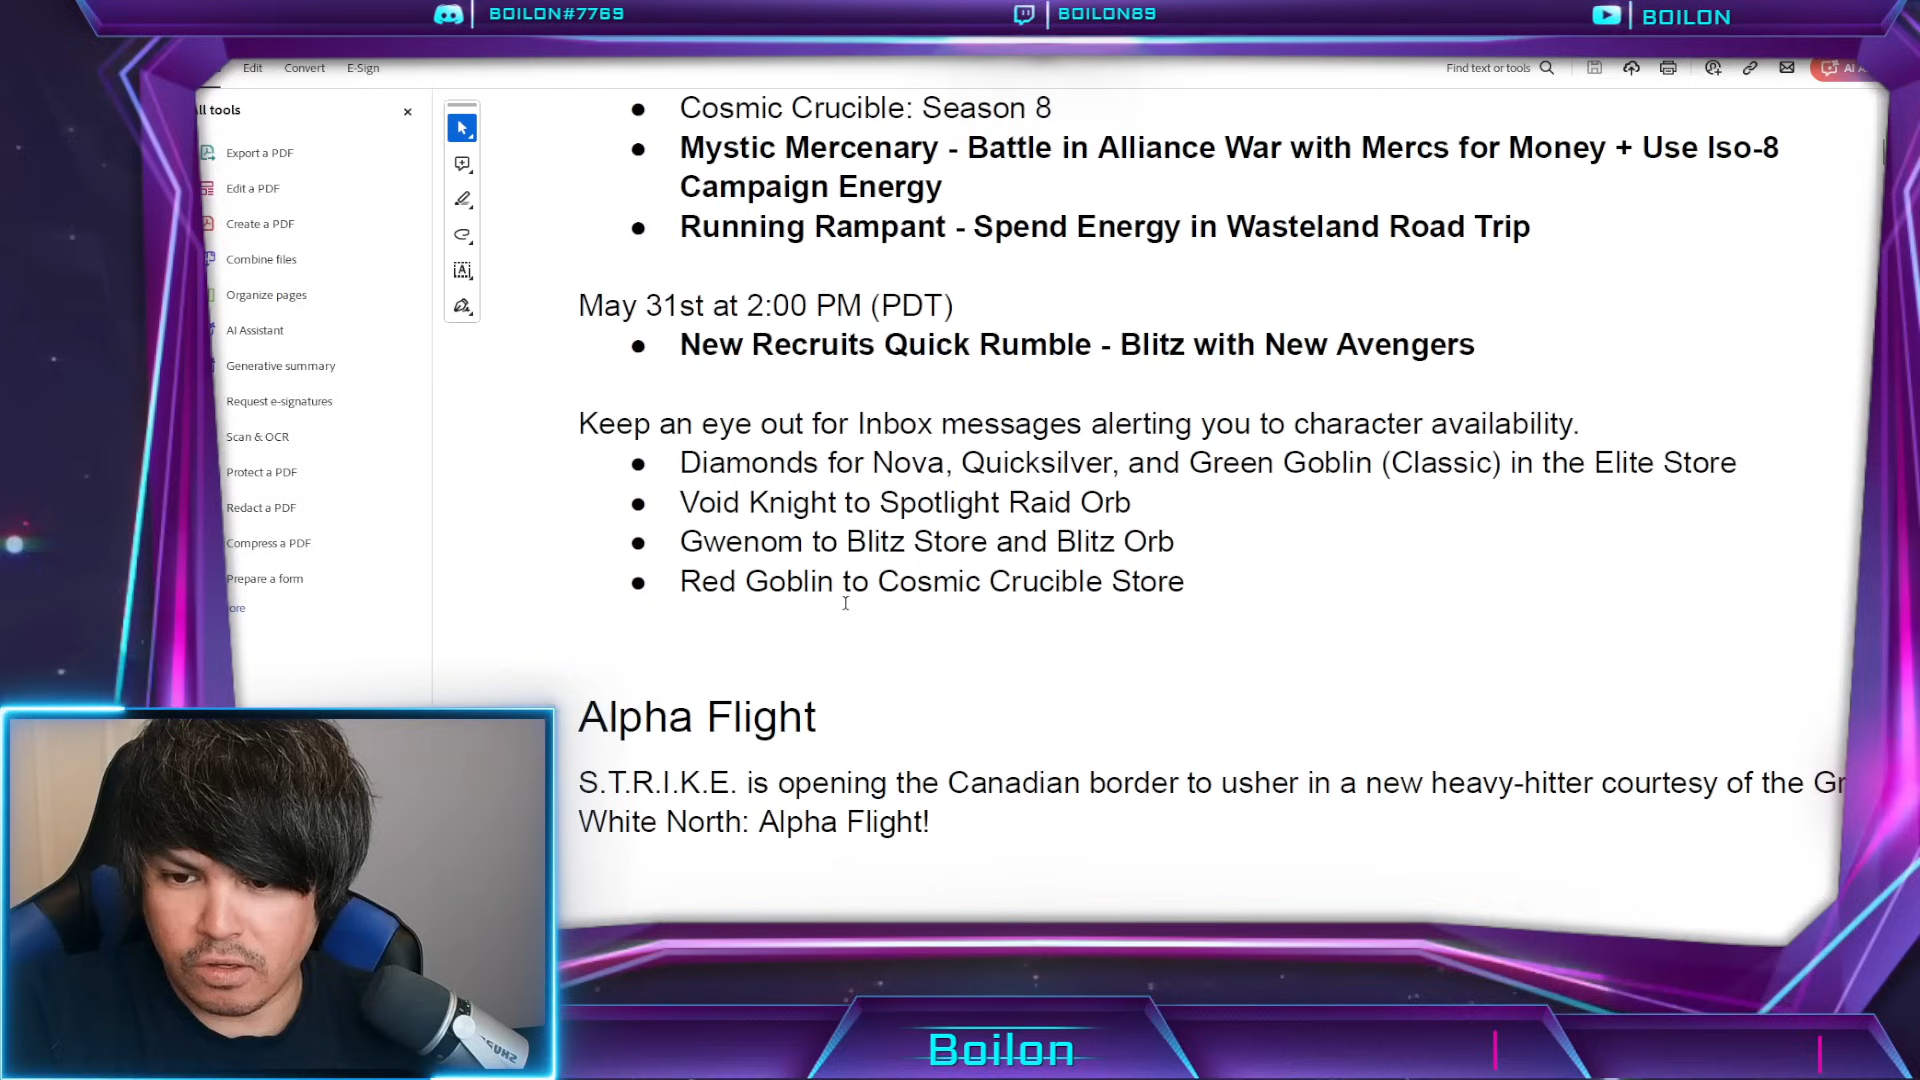 BOILON#7769
BOILON89
BOILON
Edit
Convert
E-Sign
Find text or tools
All tools
Export a PDF
Edit a PDF
Create a PDF
Combine files
Organize pages
AI Assistant
Generative summary
Request e-signatures
Scan & OCR
Protect a PDF
Redact a PDF
Compress a PDF
Prepare a form
ore
Cosmic Crucible: Season 8
Mystic Mercenary - Battle in Alliance War with Mercs for Money + Use Iso-8
Campaign Energy
Running Rampant - Spend Energy in Wasteland Road Trip
May 31st at 2:00 PM (PDT)
New Recruits Quick Rumble - Blitz with New Avengers
Keep an eye out for Inbox messages alerting you to character availability.
Diamonds for Nova, Quicksilver, and Green Goblin (Classic) in the Elite Store
Void Knight to Spotlight Raid Orb
Gwenom to Blitz Store and Blitz Orb
Red Goblin to Cosmic Crucible Store
Alpha Flight
S.T.R.I.K.E. is opening the Canadian border to usher in a new heavy-hitter courtesy of the Gr
White North: Alpha Flight!
Boilon